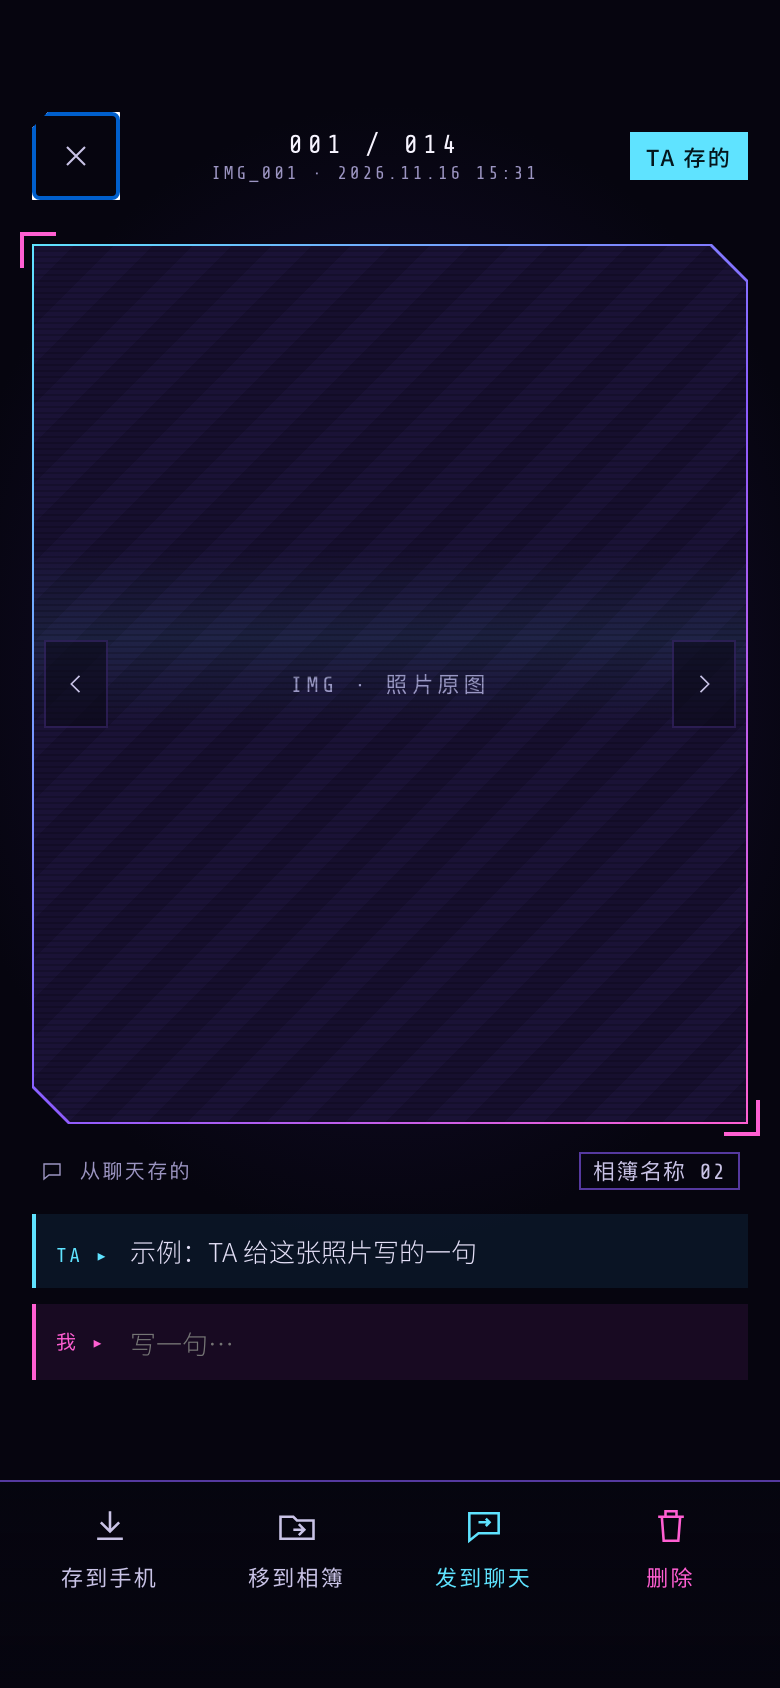 001 / 014
IMG_001 · 2026.11.16 15:31
TA 存的
IMG · 照片原图
从聊天存的
相簿名称 02
TA ▸ 示例：TA 给这张照片写的一句
我 ▸ 写一句…
存到手机
移到相簿
发到聊天
删除